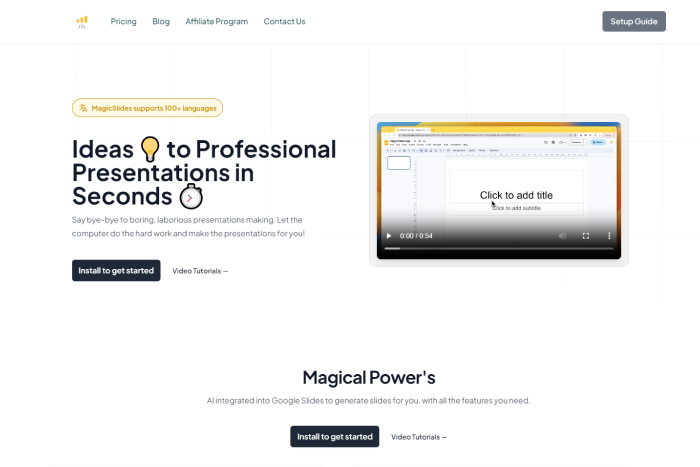 m.
Pricing
Blog
Affiliate Program
Contact Us
Setup Guide
MagicSlides supports 100+ languages
Ideas 💡 to Professional
Presentations in
Seconds ⏱
Say bye-bye to boring, laborious presentations making. Let the
computer do the hard work and make the presentations for you!
Install to get started
Video Tutorials →
Click to add title
Click to add subtitle
0:00 / 0:54
Magical Power's
AI integrated into Google Slides to generate slides for you. with all the features you need.
Install to get started
Video Tutorials →